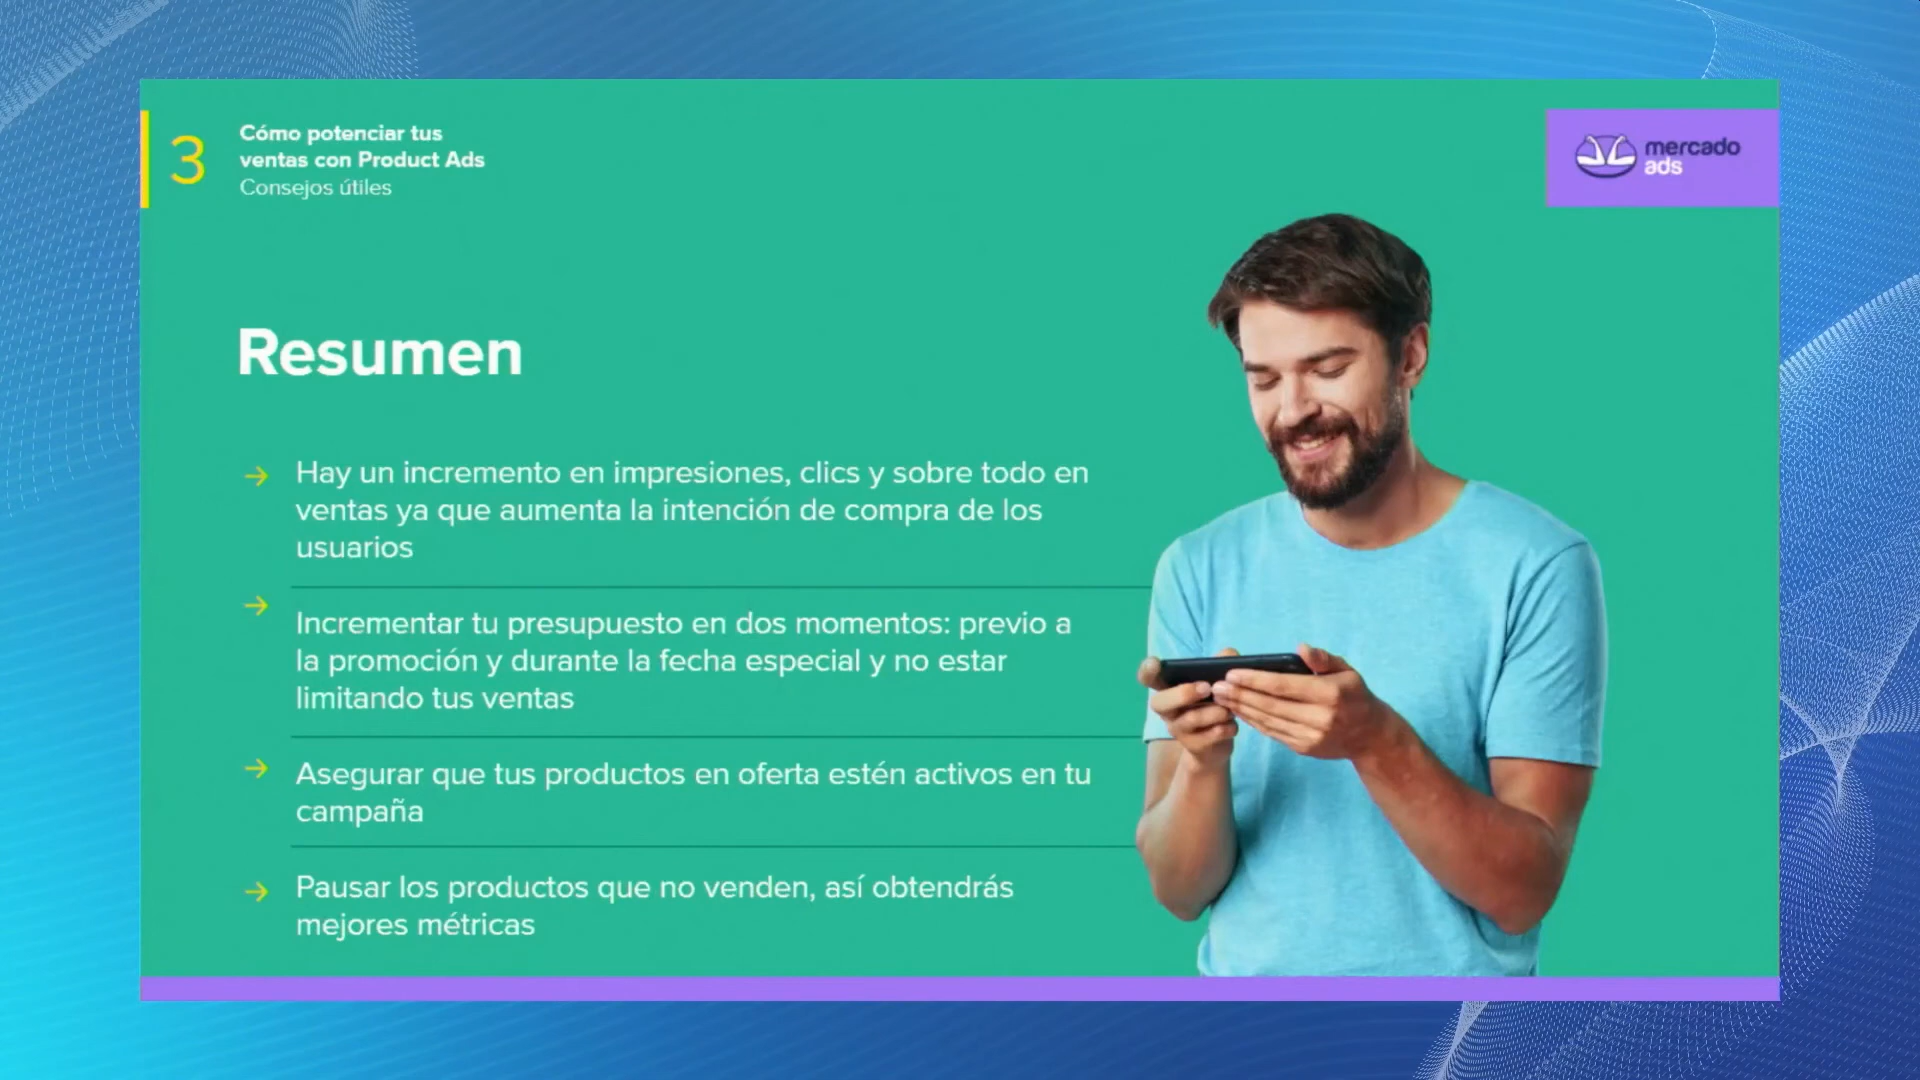 3
Cómo potenciar tus
ventas con Product Ads
Consejos útiles
mercado
ads
Resumen
→ Hay un incremento en impresiones, clics y sobre todo en
ventas ya que aumenta la intención de compra de los
usuarios
→ Incrementar tu presupuesto en dos momentos: previo a
la promoción y durante la fecha especial y no estar
limitando tus ventas
→ Asegurar que tus productos en oferta estén activos en tu
campaña
→ Pausar los productos que no venden, así obtendrás
mejores métricas